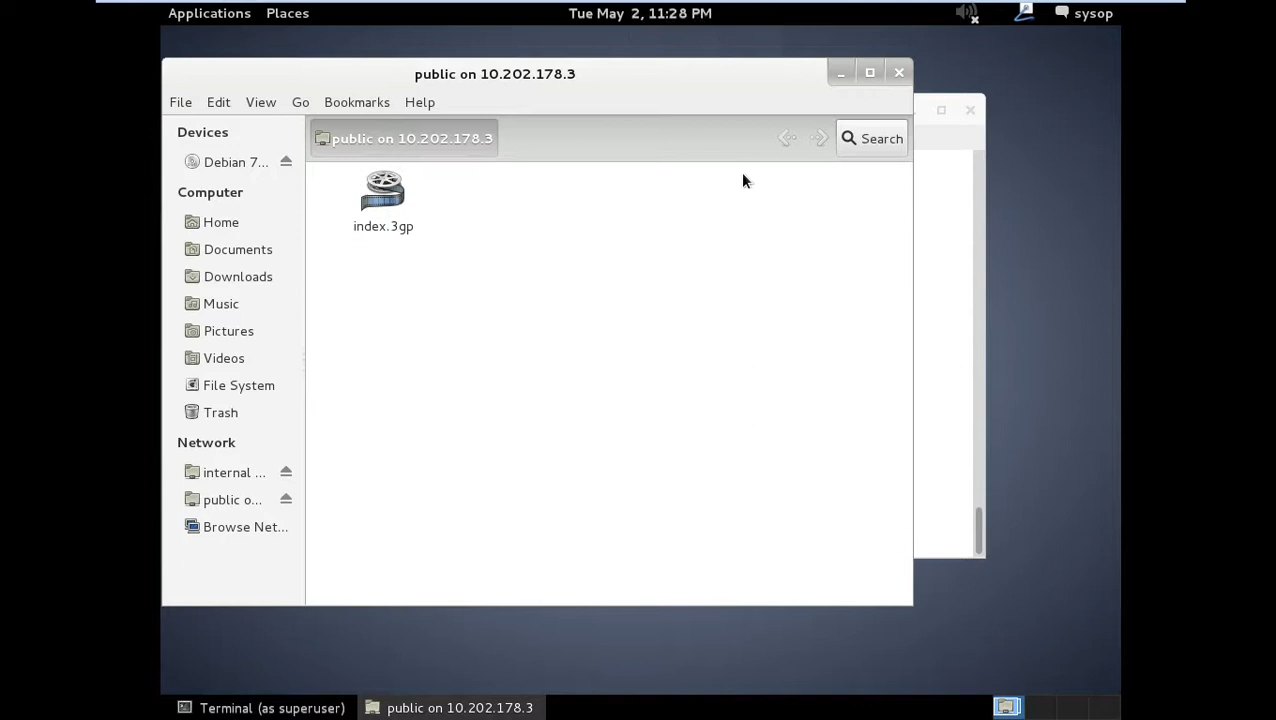 Applications Places Tue May 2, 11:28 PM sysop
public on 10.202.178.3
File Edit View Go Bookmarks Help
Devices
Debian 7...
Computer
Home
Documents
Downloads
Music
Pictures
Videos
File System
Trash
Network
internal ...
public o...
Browse Net...
public on 10.202.178.3 Search
index.3gp
Terminal (as superuser) public on 10.202.178.3